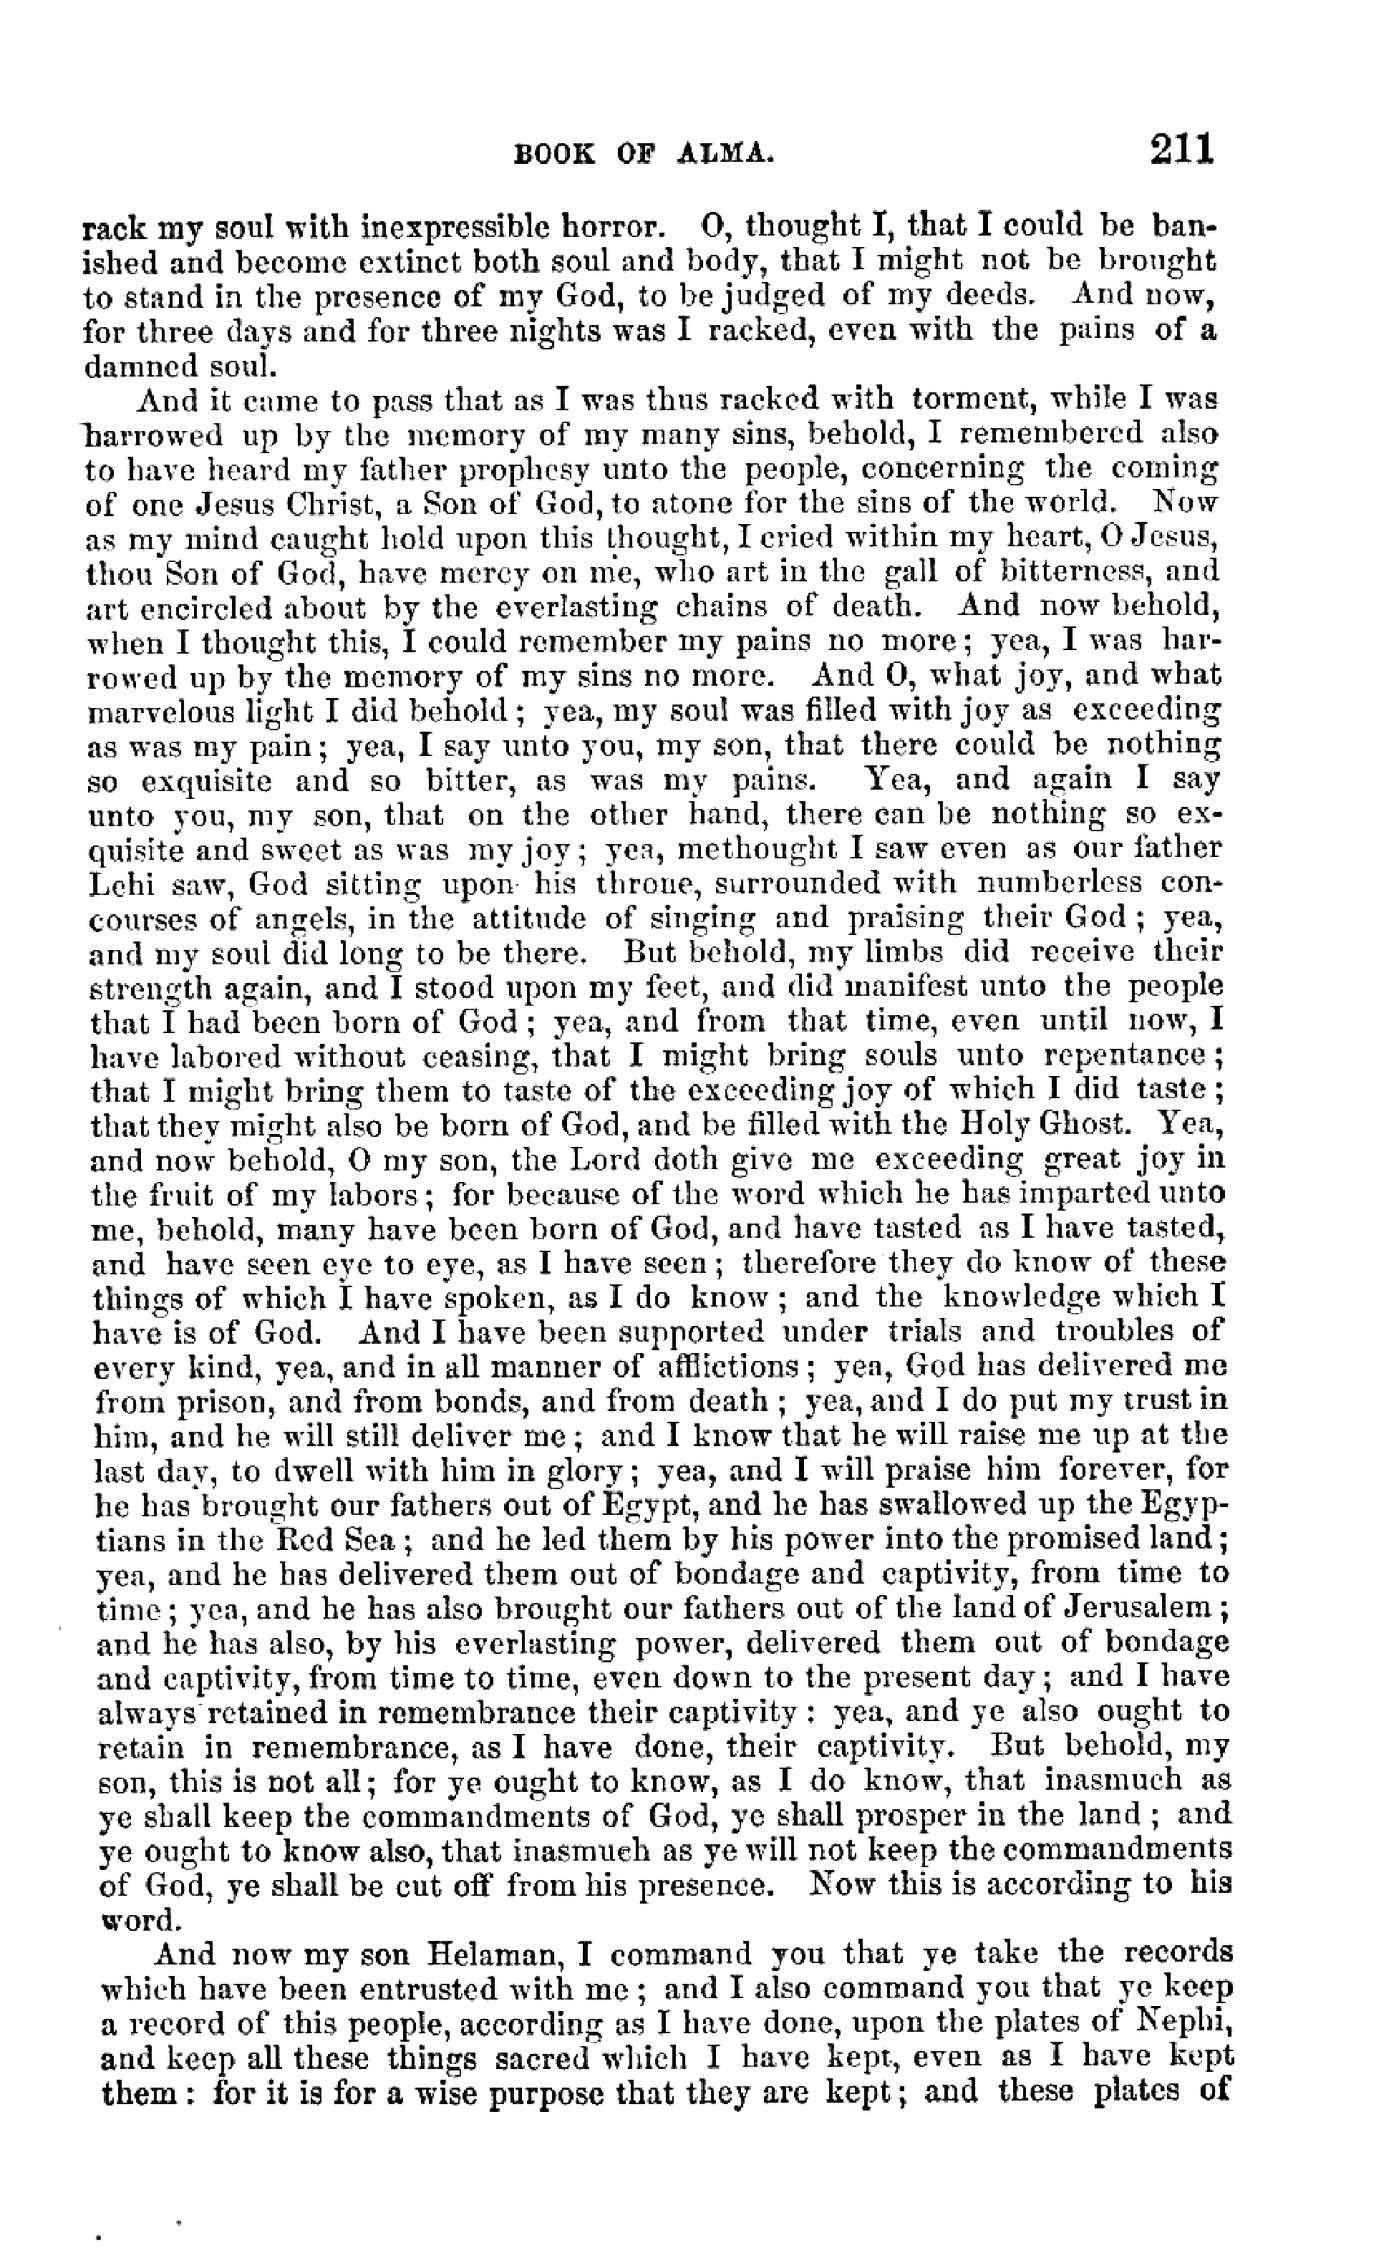 BOOK OF ALMA. 211
rack my soul with inexpressible horror. O, thought I, that I could be ban-
ished and become extinct both soul and body, that I might not be brought
to stand in the presence of my God, to be judged of my deeds. And now,
for three days and for three nights was I racked, even with the pains of a
damned soul.
And it came to pass that as I was thus racked with torment, while I was
harrowed up by the memory of my many sins, behold, I remembered also
to have heard my father prophesy unto the people, concerning the coming
of one Jesus Christ, a Son of God, to atone for the sins of the world. Now
as my mind caught hold upon this thought, I cried within my heart, O Jesus,
thou Son of God, have mercy on me, who art in the gall of bitterness, and
art encircled about by the everlasting chains of death. And now behold,
when I thought this, I could remember my pains no more; yea, I was har-
rowed up by the memory of my sins no more. And O, what joy, and what
marvelous light I did behold; yea, my soul was filled with joy as exceeding
as was my pain; yea, I say unto you, my son, that there could be nothing
so exquisite and so bitter, as was my pains. Yea, and again I say
unto you, my son, that on the other hand, there can be nothing so ex-
quisite and sweet as was my joy; yea, methought I saw even as our father
Lehi saw, God sitting upon his throne, surrounded with numberless con-
courses of angels, in the attitude of singing and praising their God; yea,
and my soul did long to be there. But behold, my limbs did receive their
strength again, and I stood upon my feet, and did manifest unto the people
that I had been born of God; yea, and from that time, even until now, I
have labored without ceasing, that I might bring souls unto repentance;
that I might bring them to taste of the exceeding joy of which I did taste;
that they might also be born of God, and be filled with the Holy Ghost. Yea,
and now behold, O my son, the Lord doth give me exceeding great joy in
the fruit of my labors; for because of the word which he has imparted unto
me, behold, many have been born of God, and have tasted as I have tasted,
and have seen eye to eye, as I have seen; therefore they do know of these
things of which I have spoken, as I do know; and the knowledge which I
have is of God. And I have been supported under trials and troubles of
every kind, yea, and in all manner of afflictions; yea, God has delivered me
from prison, and from bonds, and from death; yea, and I do put my trust in
him, and he will still deliver me; and I know that he will raise me up at the
last day, to dwell with him in glory; yea, and I will praise him forever, for
he has brought our fathers out of Egypt, and he has swallowed up the Egyp-
tians in the Red Sea; and he led them by his power into the promised land;
yea, and he has delivered them out of bondage and captivity, from time to
time; yea, and he has also brought our fathers out of the land of Jerusalem;
and he has also, by his everlasting power, delivered them out of bondage
and captivity, from time to time, even down to the present day; and I have
always retained in remembrance their captivity: yea, and ye also ought to
retain in remembrance, as I have done, their captivity. But behold, my
son, this is not all; for ye ought to know, as I do know, that inasmuch as
ye shall keep the commandments of God, ye shall prosper in the land; and
ye ought to know also, that inasmuch as ye will not keep the commandments
of God, ye shall be cut off from his presence. Now this is according to his
word.
And now my son Helaman, I command you that ye take the records
which have been entrusted with me; and I also command you that ye keep
a record of this people, according as I have done, upon the plates of Nephi,
and keep all these things sacred which I have kept, even as I have kept
them: for it is for a wise purpose that they are kept; and these plates of